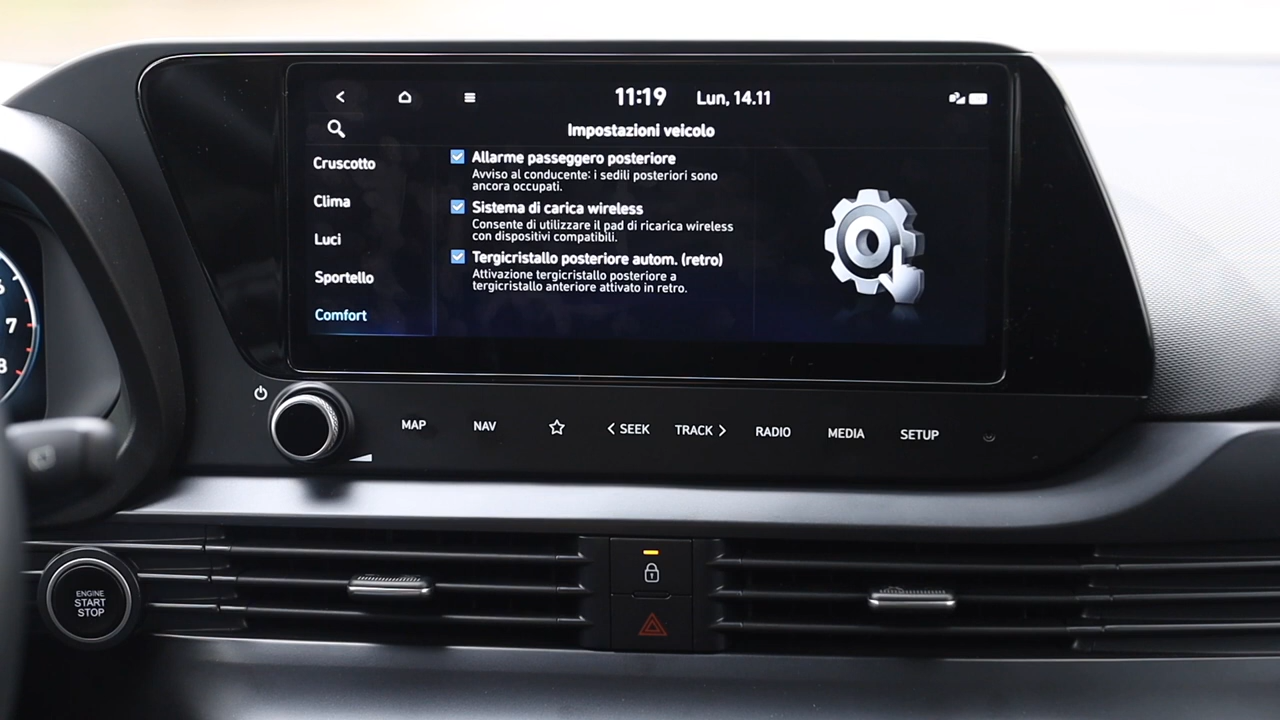 11:19 Lun, 14.11
Impostazioni veicolo
Cruscotto
Clima
Luci
Sportello
Comfort
Allarme passeggero posteriore
Avviso al conducente: i sedili posteriori sono
ancora occupati.
Sistema di carica wireless
Consente di utilizzare il pad di ricarica wireless
con dispositivi compatibili.
Tergicristallo posteriore autom. (retro)
Attivazione tergicristallo posteriore a
tergicristallo anteriore attivato in retro.
MAP NAV SEEK TRACK RADIO MEDIA SETUP
7
8
ENGINE
START
STOP